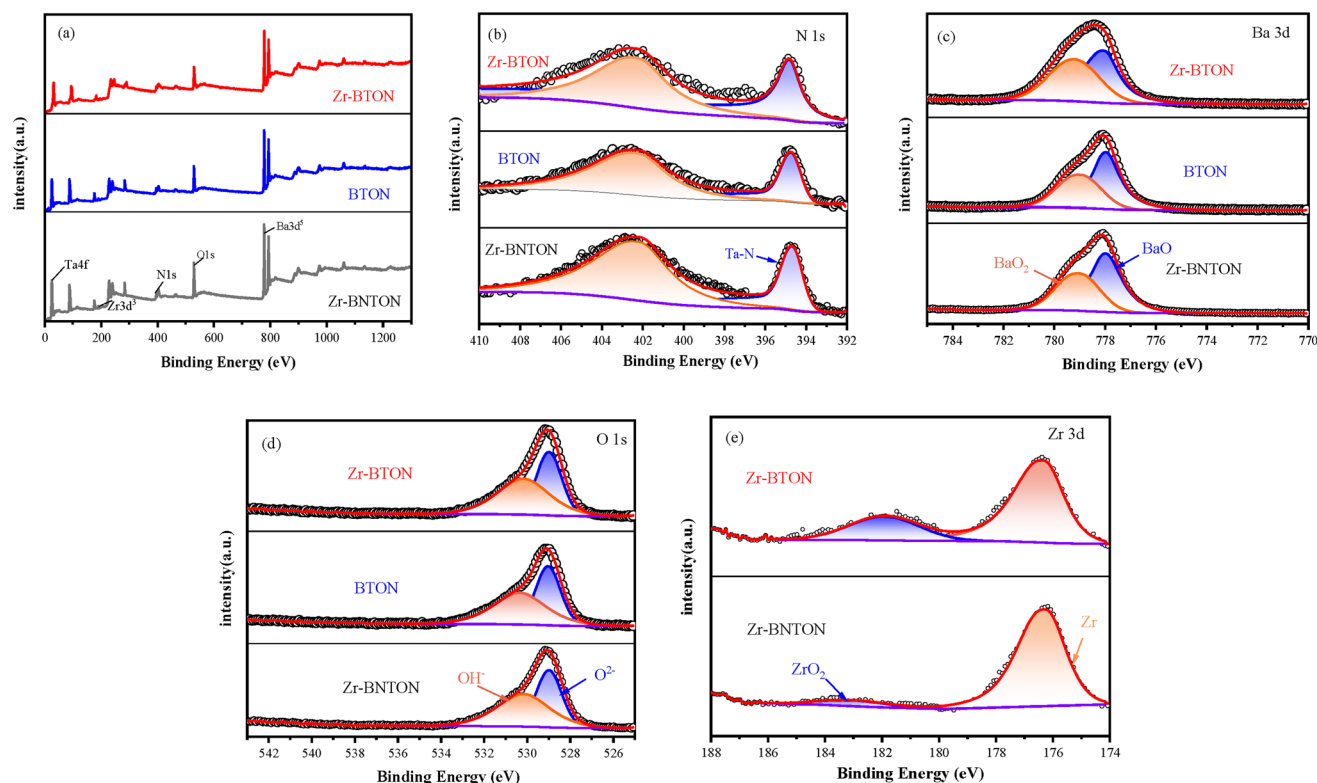 (a)
Zr-BTON
BTON
Ta4f
Zr3d⁵
N1s
O1s
Ba3d⁵
Zr-BNTON
intensity(a.u.)
0 200 400 600 800 1000 1200
Binding Energy (eV)
(b)
N 1s
Zr-BTON
BTON
Zr-BNTON
Ta-N
intensity(a.u.)
410 408 406 404 402 400 398 396 394 392
Binding Energy (eV)
(c)
Ba 3d
Zr-BTON
BTON
BaO₂
BaO
Zr-BNTON
intensity(a.u.)
784 782 780 778 776 774 772 770
Binding Energy (eV)
(d)
O 1s
Zr-BTON
BTON
Zr-BNTON
OH⁻
O²⁻
intensity(a.u.)
542 540 538 536 534 532 530 528 526
Binding Energy (eV)
(e)
Zr 3d
Zr-BTON
Zr-BNTON
ZrO₂
Zr
intensity(a.u.)
188 186 184 182 180 178 176 174
Binding Energy (eV)